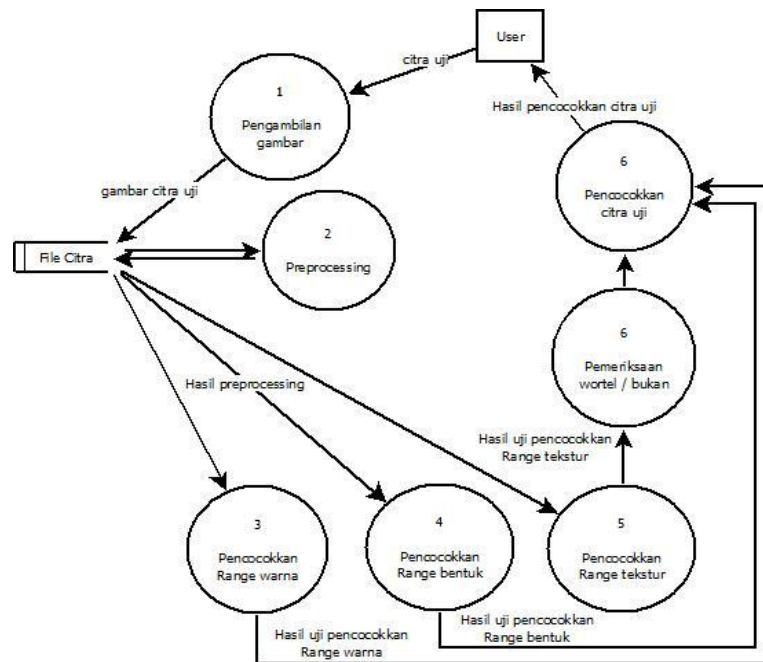 User
citra uji
1
Pengambilan
gambar
Hasil pencocokkan citra uji
6
Pencocokkan
citra uji
gambar citra uji
2
Preprocessing
File Citra
6
Pemeriksaan
wortel / bukan
Hasil preprocessing
Hasil uji pencocokkan
Range tekstur
3
Pencocokkan
Range warna
4
Pencocokkan
Range bentuk
5
Pencocokkan
Range tekstur
Hasil uji pencocokkan
Range warna
Hasil uji pencocokkan
Range bentuk